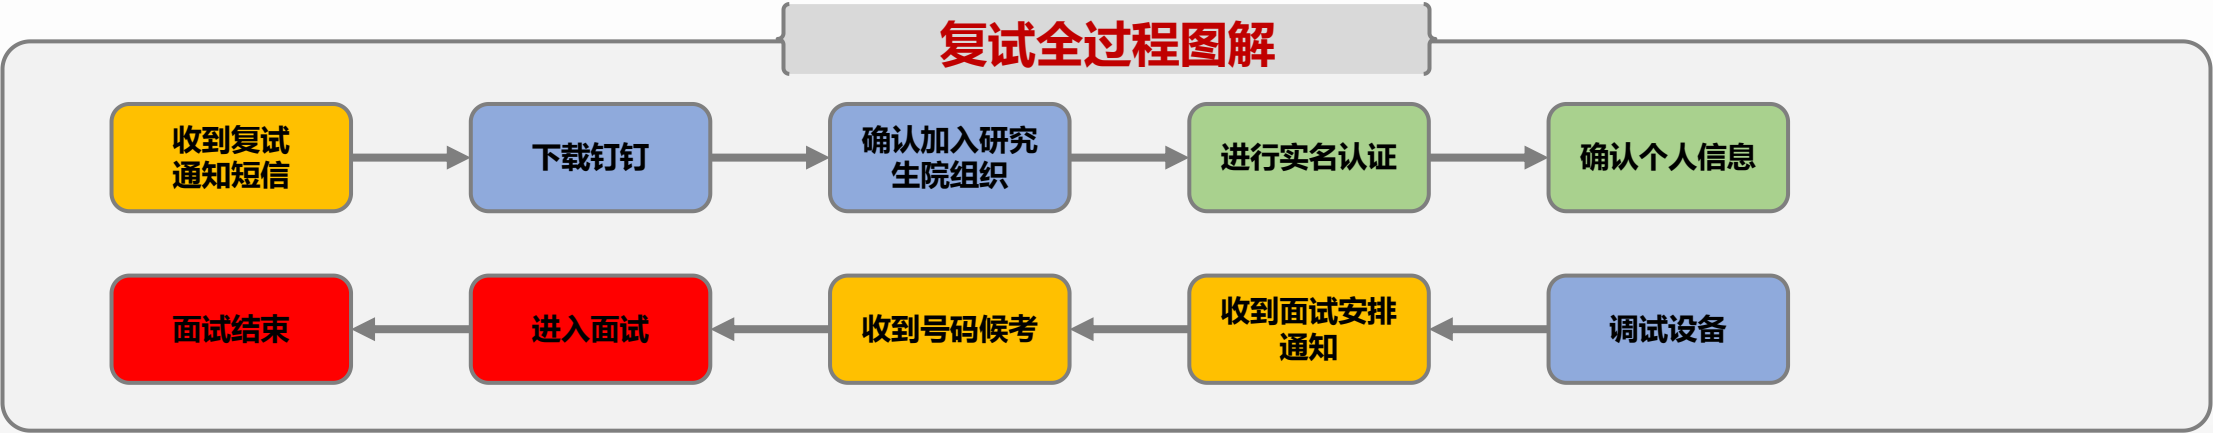 复试全过程图解
收到复试
通知短信
下载钉钉
确认加入研究
生院组织
进行实名认证
确认个人信息
面试结束
进入面试
收到号码候考
收到面试安排
通知
调试设备